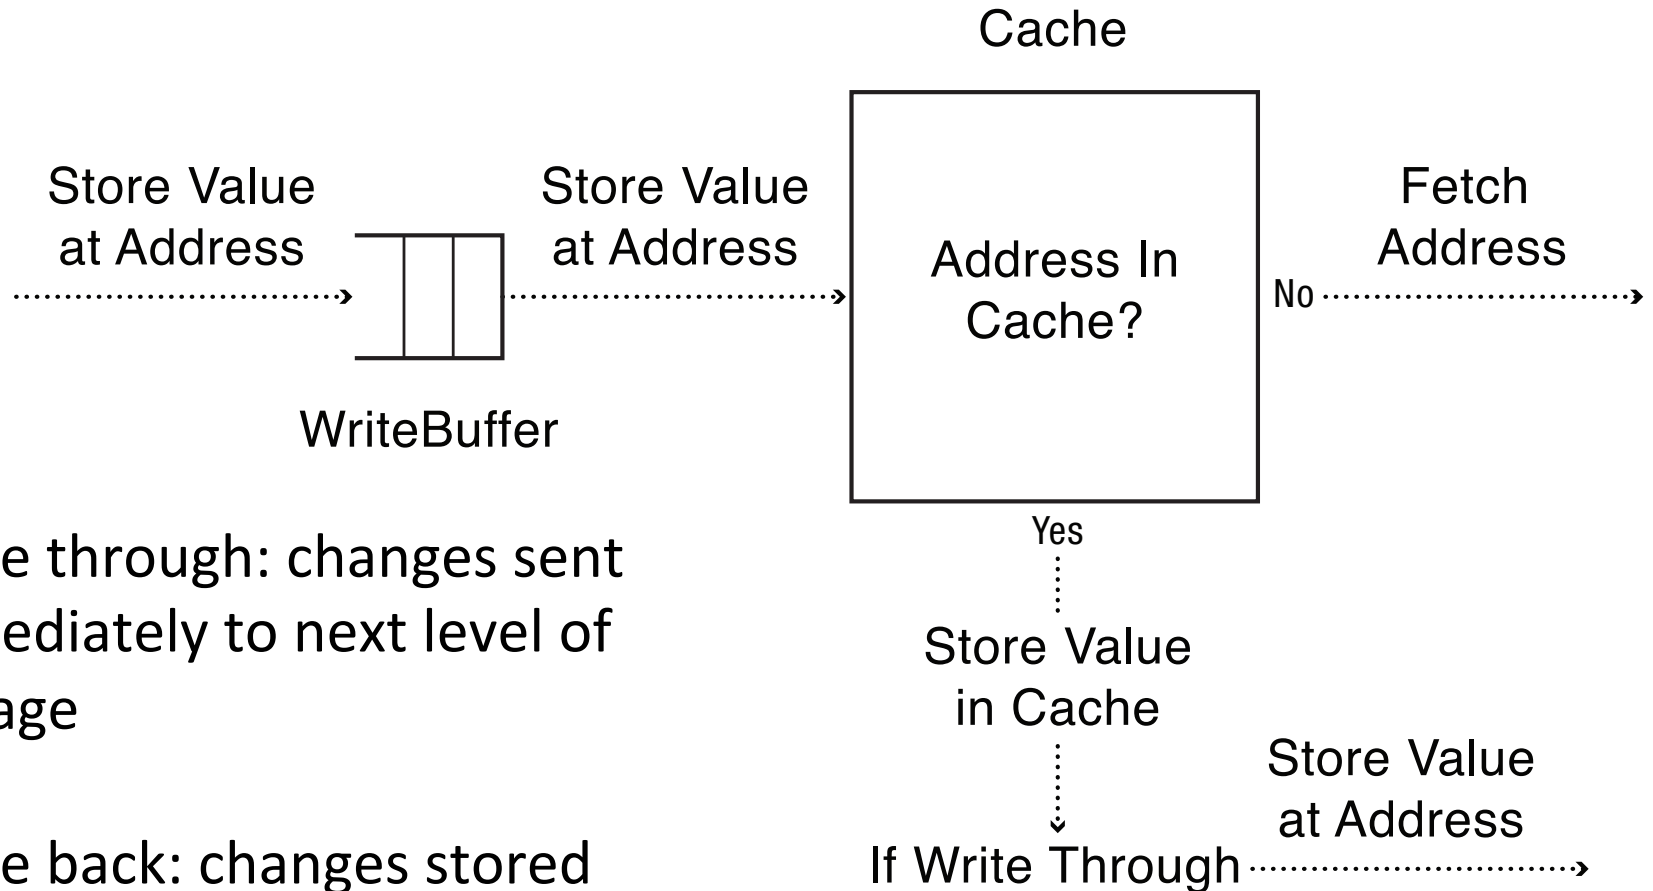 Cache
Store Value
at Address
Store Value
at Address
Address In
Cache?
No
Fetch
Address
WriteBuffer
Yes
e through: changes sent
ediately to next level of
age
Store Value
in Cache
Store Value
at Address
e back: changes stored
If Write Through